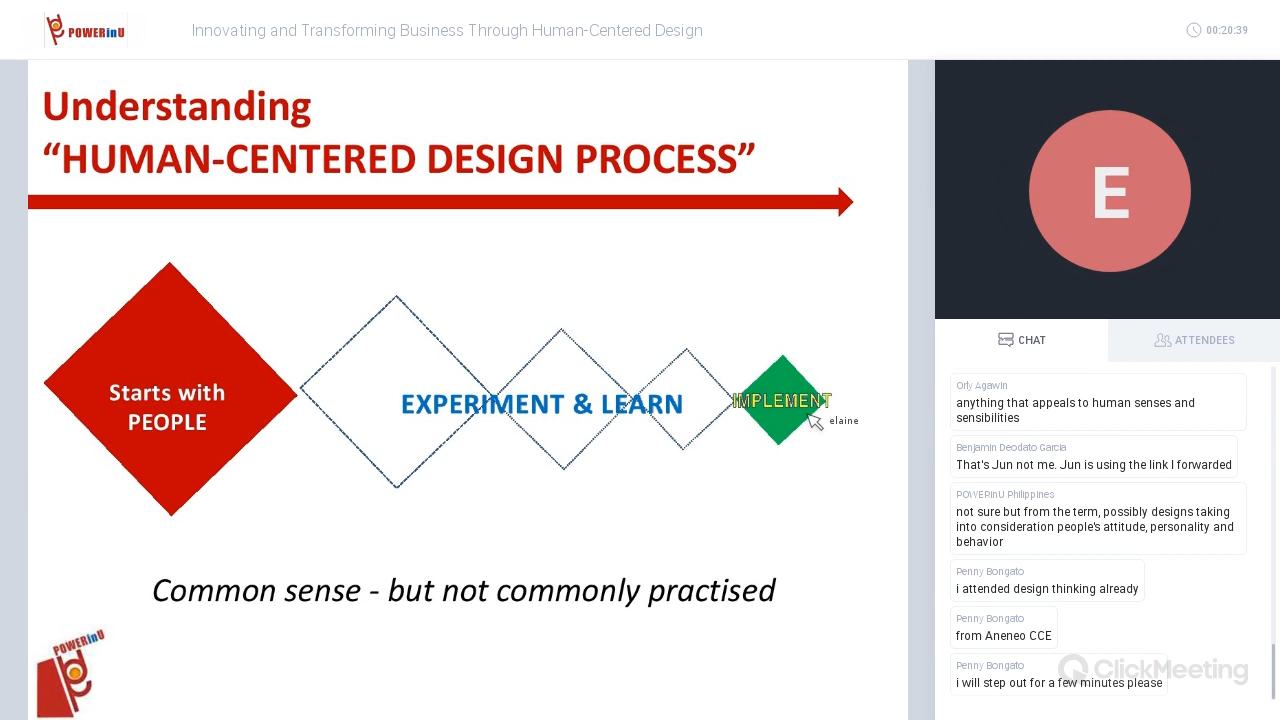 POWERinU
Innovating and Transforming Business Through Human-Centered Design
00:20:39
Understanding
“HUMAN-CENTERED DESIGN PROCESS”
Starts with
PEOPLE
EXPERIMENT & LEARN
IMPLEMENT
elaine
Common sense - but not commonly practised
POWERinU
E
CHAT
ATTENDEES
Orly Agawin
anything that appeals to human senses and
sensibilities
Benjamin Deodato Garcia
That's Jun not me. Jun is using the link I forwarded
POWERinU Philippines
not sure but from the term, possibly designs taking
into consideration people's attitude, personality and
behavior
Penny Bongato
i attended design thinking already
Penny Bongato
from Aneneo CCE
Penny Bongato
i will step out for a few minutes please
ClickMeeting